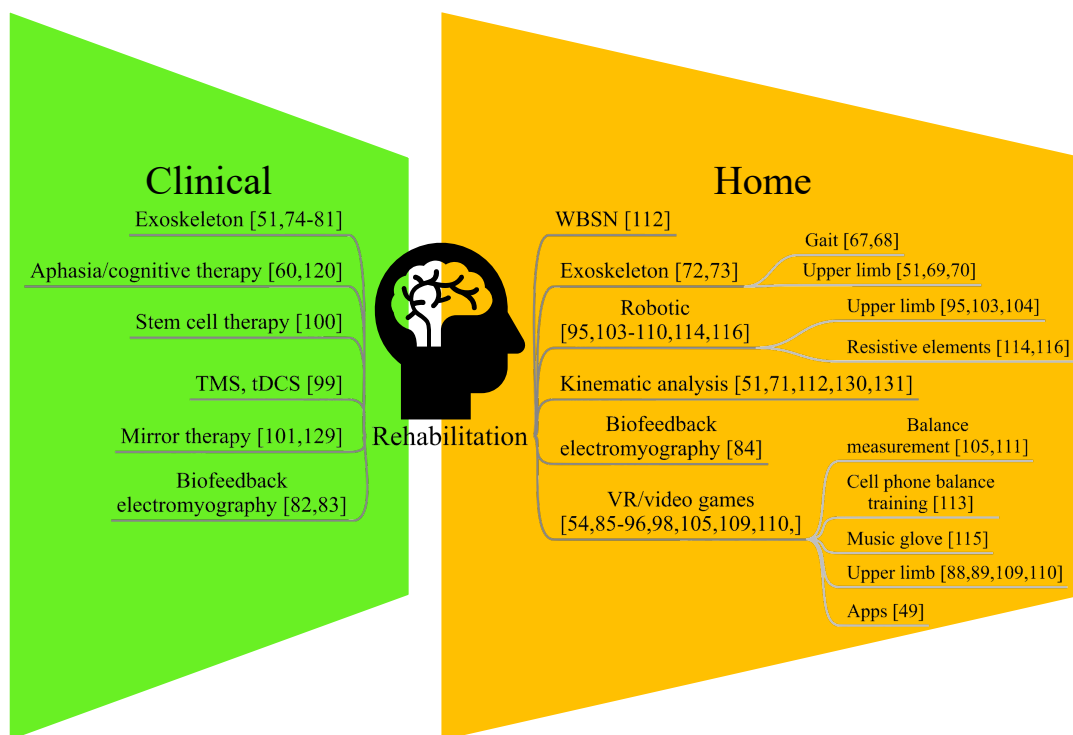 Clinical
Exoskeleton [51,74-81]
Aphasia/cognitive therapy [60,120]
Stem cell therapy [100]
TMS, tDCS [99]
Mirror therapy [101,129]
Biofeedback
electromyography [82,83]
Rehabilitation
Home
WBSN [112]
Exoskeleton [72,73]
Gait [67,68]
Upper limb [51,69,70]
Robotic
[95,103-110,114,116]
Upper limb [95,103,104]
Resistive elements [114,116]
Kinematic analysis [51,71,112,130,131]
Biofeedback
electromyography [84]
VR/video games
[54,85-96,98,105,109,110,]
Balance
measurement [105,111]
Cell phone balance
training [113]
Music glove [115]
Upper limb [88,89,109,110]
Apps [49]